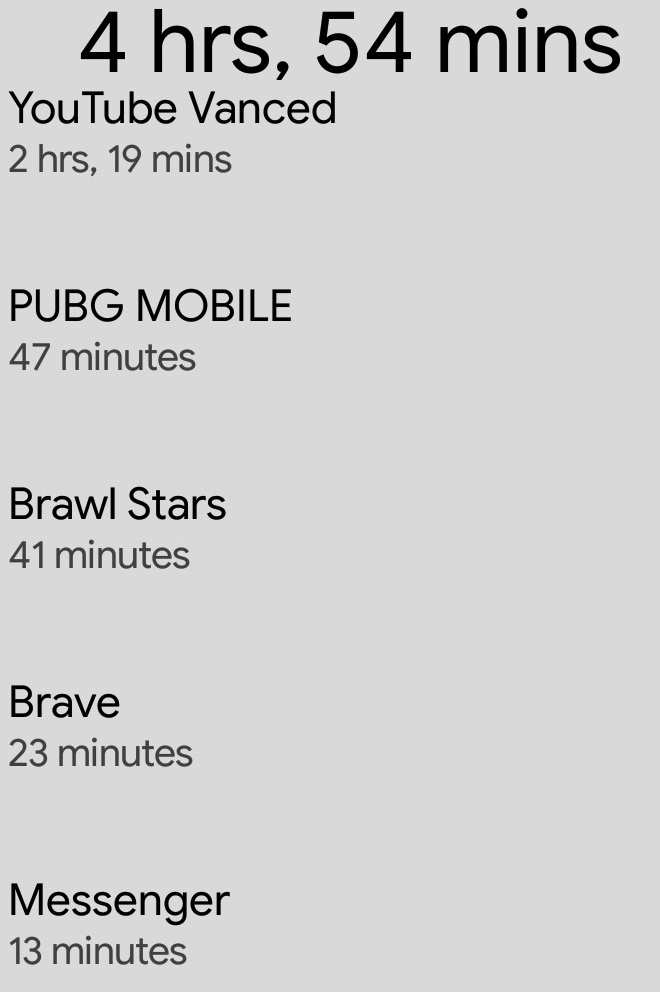 4 hrs, 54 mins
YouTube Vanced
2 hrs, 19 mins
PUBG MOBILE
47 minutes
Brawl Stars
41 minutes
Brave
23 minutes
Messenger
13 minutes